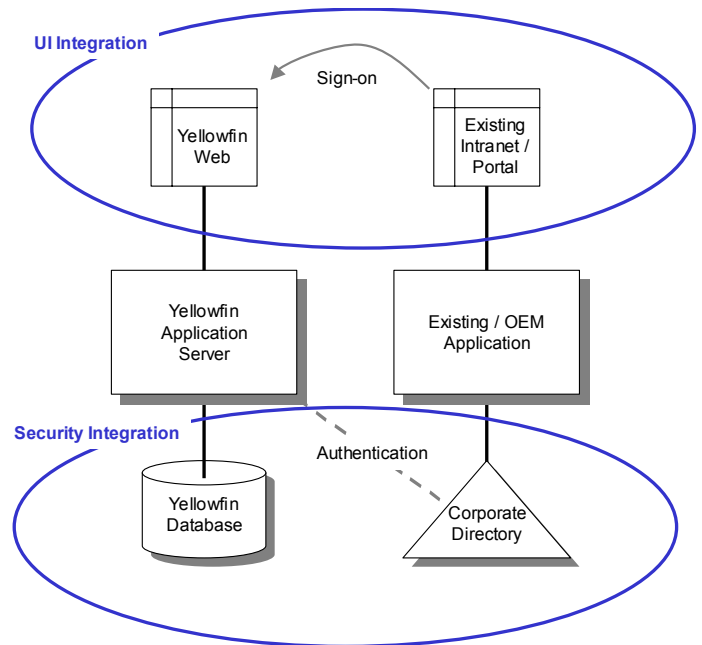 UI Integration
Sign-on
Yellowfin
Web
Existing
Intranet /
Portal
Yellowfin
Application
Server
Existing / OEM
Application
Security Integration
Authentication
Yellowfin
Database
Corporate
Directory